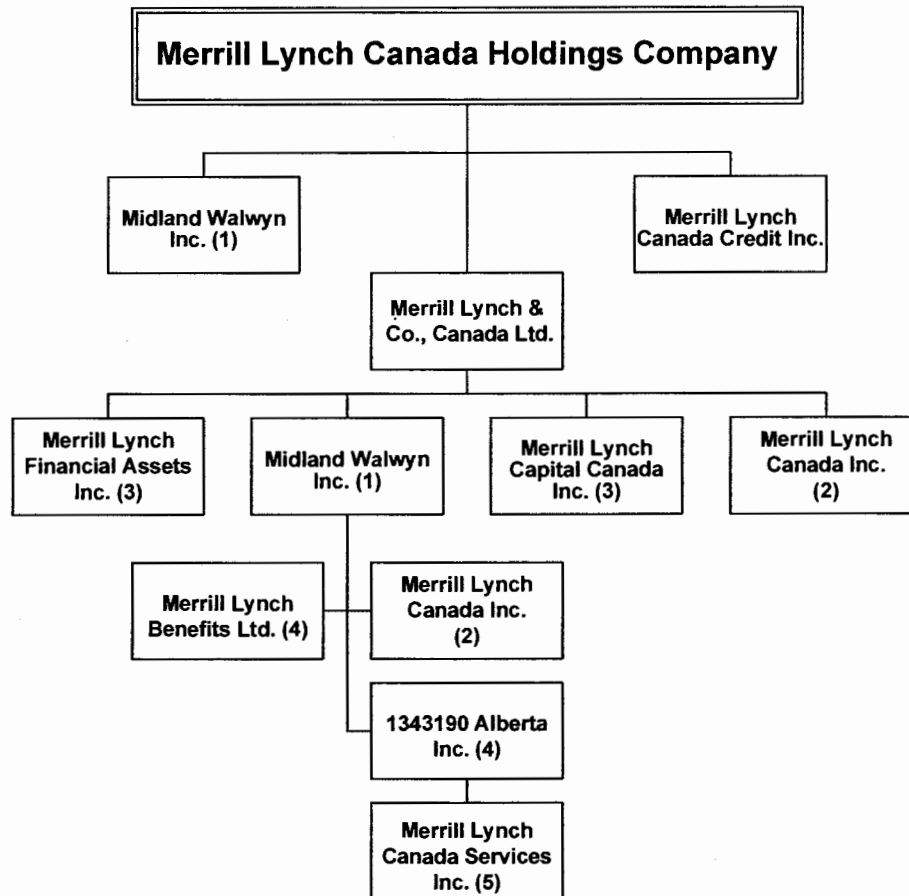 Merrill Lynch Canada Holdings Company
Midland Walwyn
Inc. (1)
Merrill Lynch
Canada Credit Inc.
Merrill Lynch &
Co., Canada Ltd.
Merrill Lynch
Financial Assets
Inc. (3)
Midland Walwyn
Inc. (1)
Merrill Lynch
Capital Canada
Inc. (3)
Merrill Lynch
Canada Inc.
(2)
Merrill Lynch
Benefits Ltd. (4)
Merrill Lynch
Canada Inc.
(2)
1343190 Alberta
Inc. (4)
Merrill Lynch
Canada Services
Inc. (5)